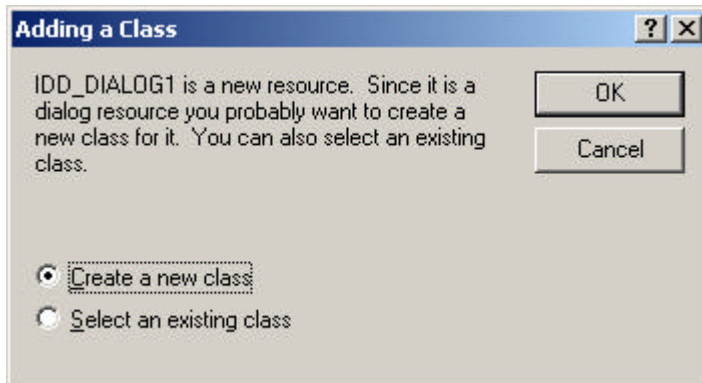 Adding a Class
IDD_DIALOG1 is a new resource.  Since it is a
dialog resource you probably want to create a
new class for it.  You can also select an existing
class.
OK
Cancel
Create a new class
Select an existing class